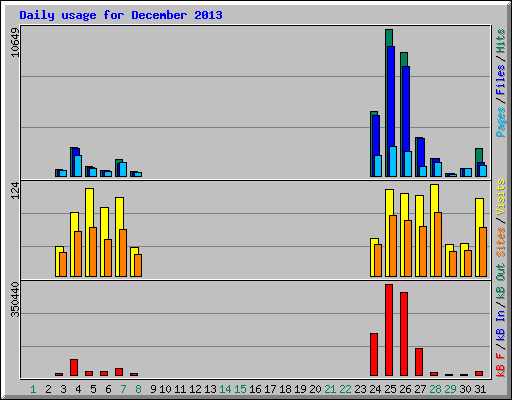 Daily usage for December 2013
10649
Pages/Files/Hits
124
Sites/Visits
350440
kB F/kB In/kB Out
1 2 3 4 5 6 7 8 9 10 11 12 13 14 15 16 17 18 19 20 21 22 23 24 25 26 27 28 29 30 31